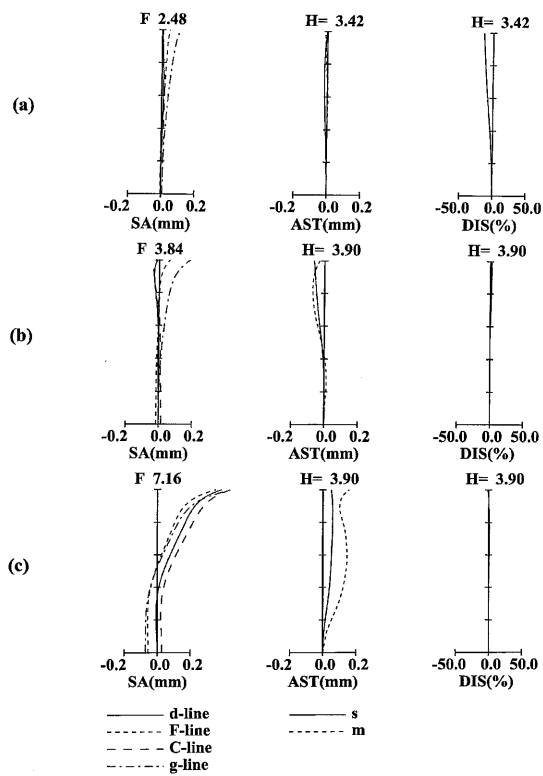 F 2.48 H= 3.42 H= 3.42
(a)
-0.2 0.0 0.2 -0.2 0.0 0.2 -50.0 0.0 50.0
SA(mm) AST(mm) DIS(%)
F 3.84 H= 3.90 H= 3.90
(b)
-0.2 0.0 0.2 -0.2 0.0 0.2 -50.0 0.0 50.0
SA(mm) AST(mm) DIS(%)
F 7.16 H= 3.90 H= 3.90
(c)
-0.2 0.0 0.2 -0.2 0.0 0.2 -50.0 0.0 50.0
SA(mm) AST(mm) DIS(%)
d-line s
F-line m
C-line
g-line